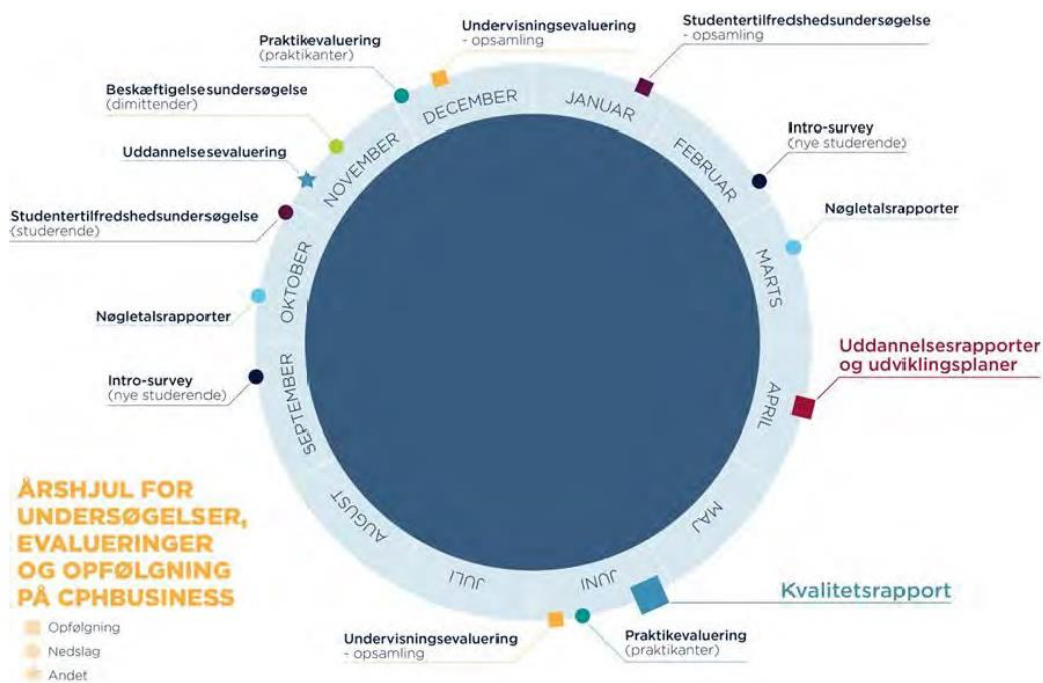 Undervisningsevaluering
- opsamling
Studentertilfredshedsundersøgelse
- opsamling
Praktikevaluering
(praktikanter)
Beskæftigelsesundersøgelse
(dimittender)
Uddannelsesevaluering
Studentertilfredshedsundersøgelse
(studerende)
Nøgletalsrapporter
Intro-survey
(nye studerende)
Intro-survey
(nye studerende)
Nøgletalsrapporter
Uddannelsesrapporter
og udviklingsplaner
Kvalitetsrapport
Praktikevaluering
(praktikanter)
Undervisningsevaluering
- opsamling
JANUAR
FEBRUAR
MARTS
APRIL
MAJ
JUNI
JULI
AUGUST
SEPTEMBER
OKTOBER
NOVEMBER
DECEMBER
ÅRSHJUL FOR
UNDERSØGELSER,
EVALUERINGER
OG OPFØLGNING
PÅ CPHBUSINESS
Opfølgning
Nedslag
Andet